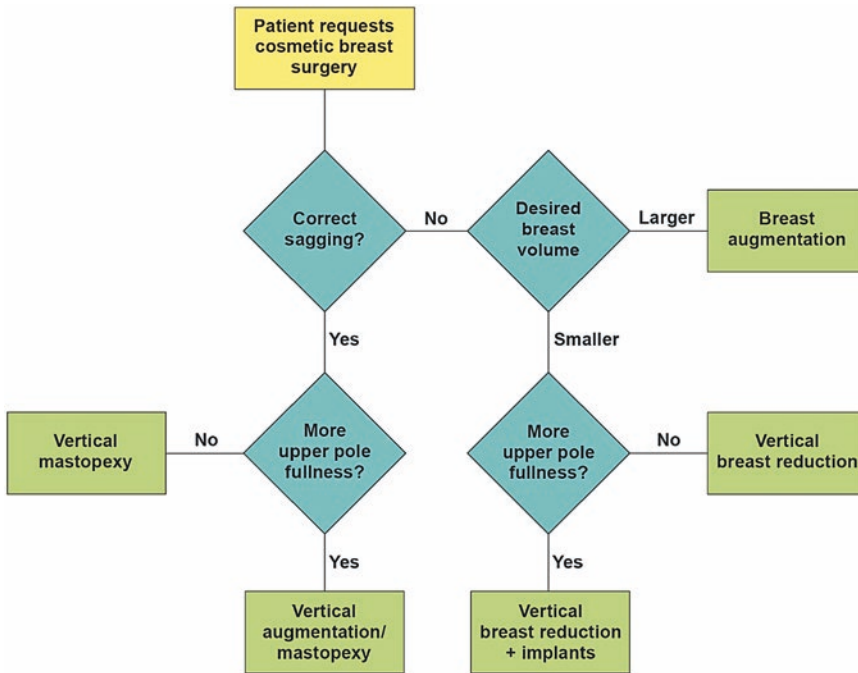 Patient requests
cosmetic breast
surgery
Correct
sagging?
No
Desired
breast
volume
Larger
Breast
augmentation
Yes
Smaller
Vertical
mastopexy
No
More
upper pole
fullness?
More
upper pole
fullness?
No
Vertical
breast reduction
Yes
Yes
Vertical
augmentation/
mastopexy
Vertical
breast reduction
+ implants